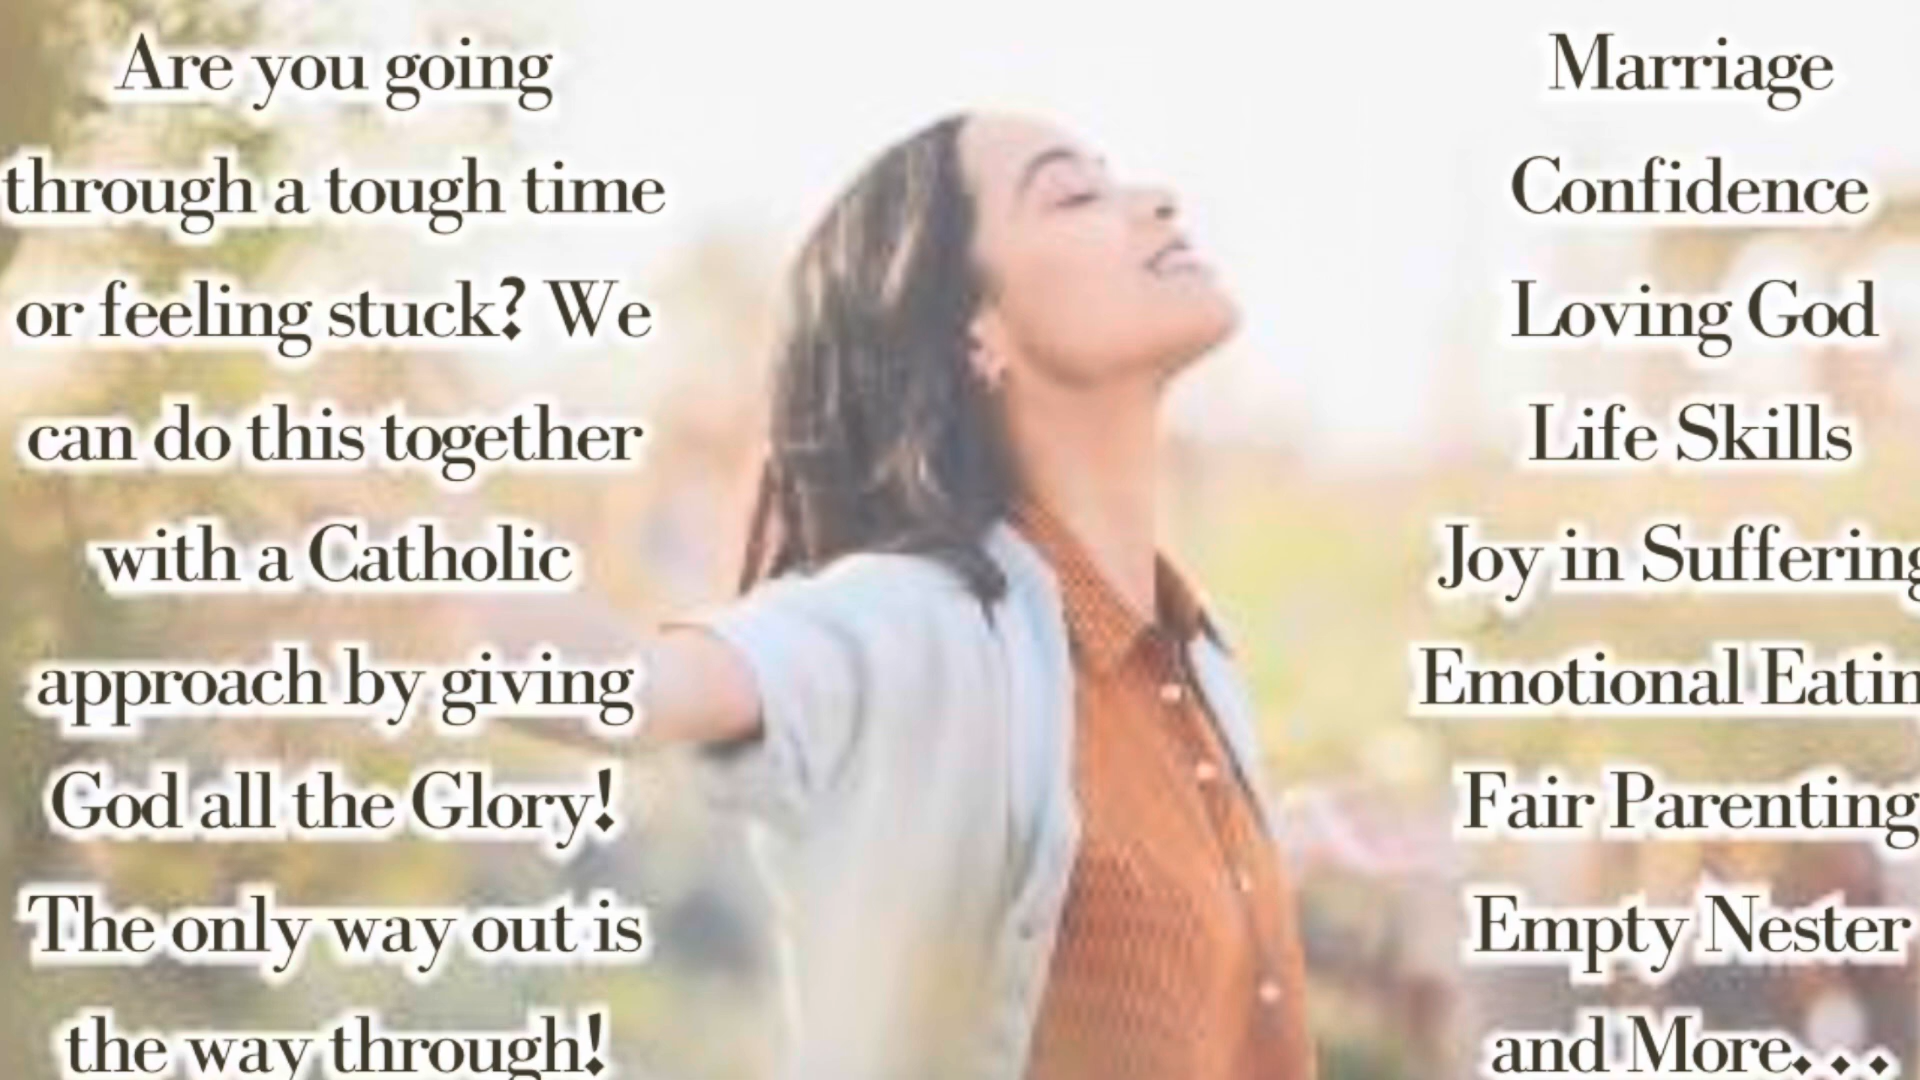 Are you going
through a tough time
or feeling stuck? We
can do this together
with a Catholic
approach by giving
God all the Glory!
The only way out is
the way through!
Marriage
Confidence
Loving God
Life Skills
Joy in Suffering
Emotional Eatin
Fair Parenting
Empty Nester
and More...